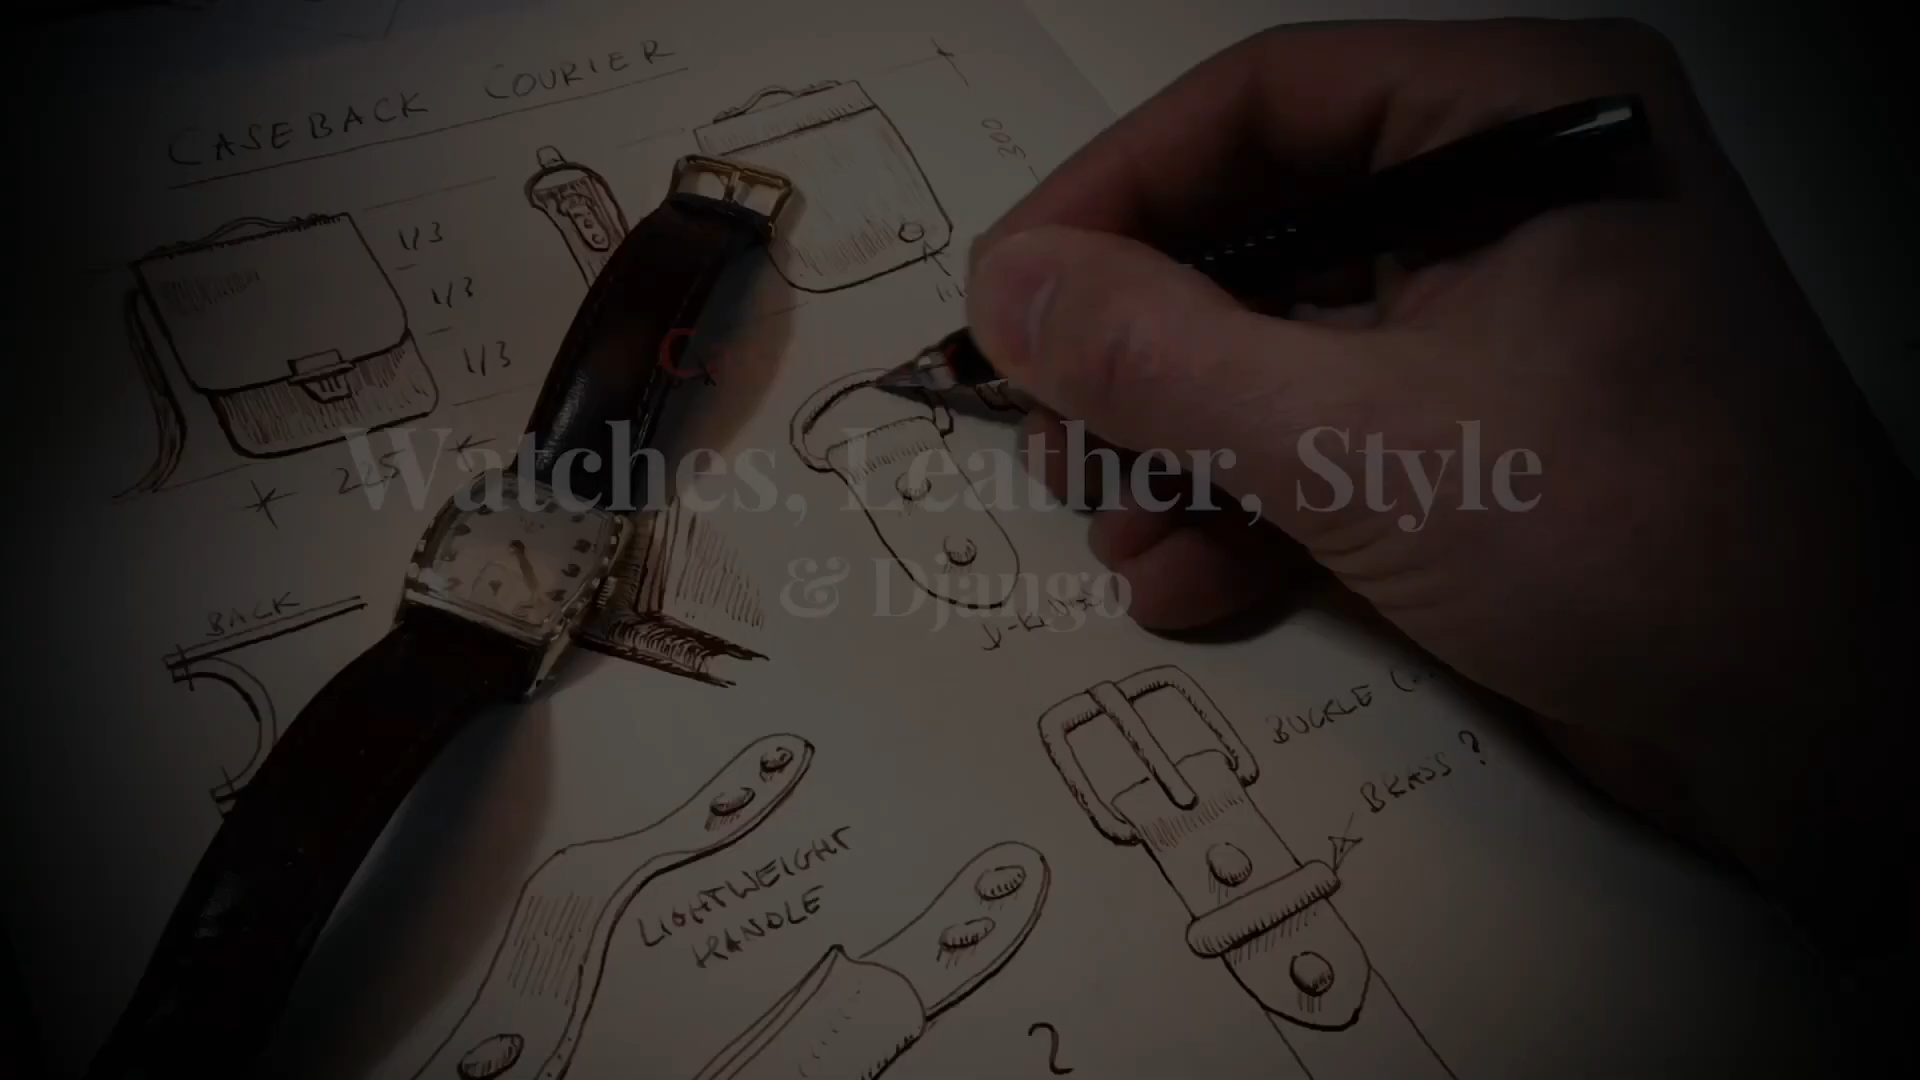 CASEBACK COURIER
300
1/3
1/3
1/3
225
Watches, Leather, Style
& Django
BACK
BUCKLE
BRASS ?
LIGHTWEIGHT
HANDLE
2